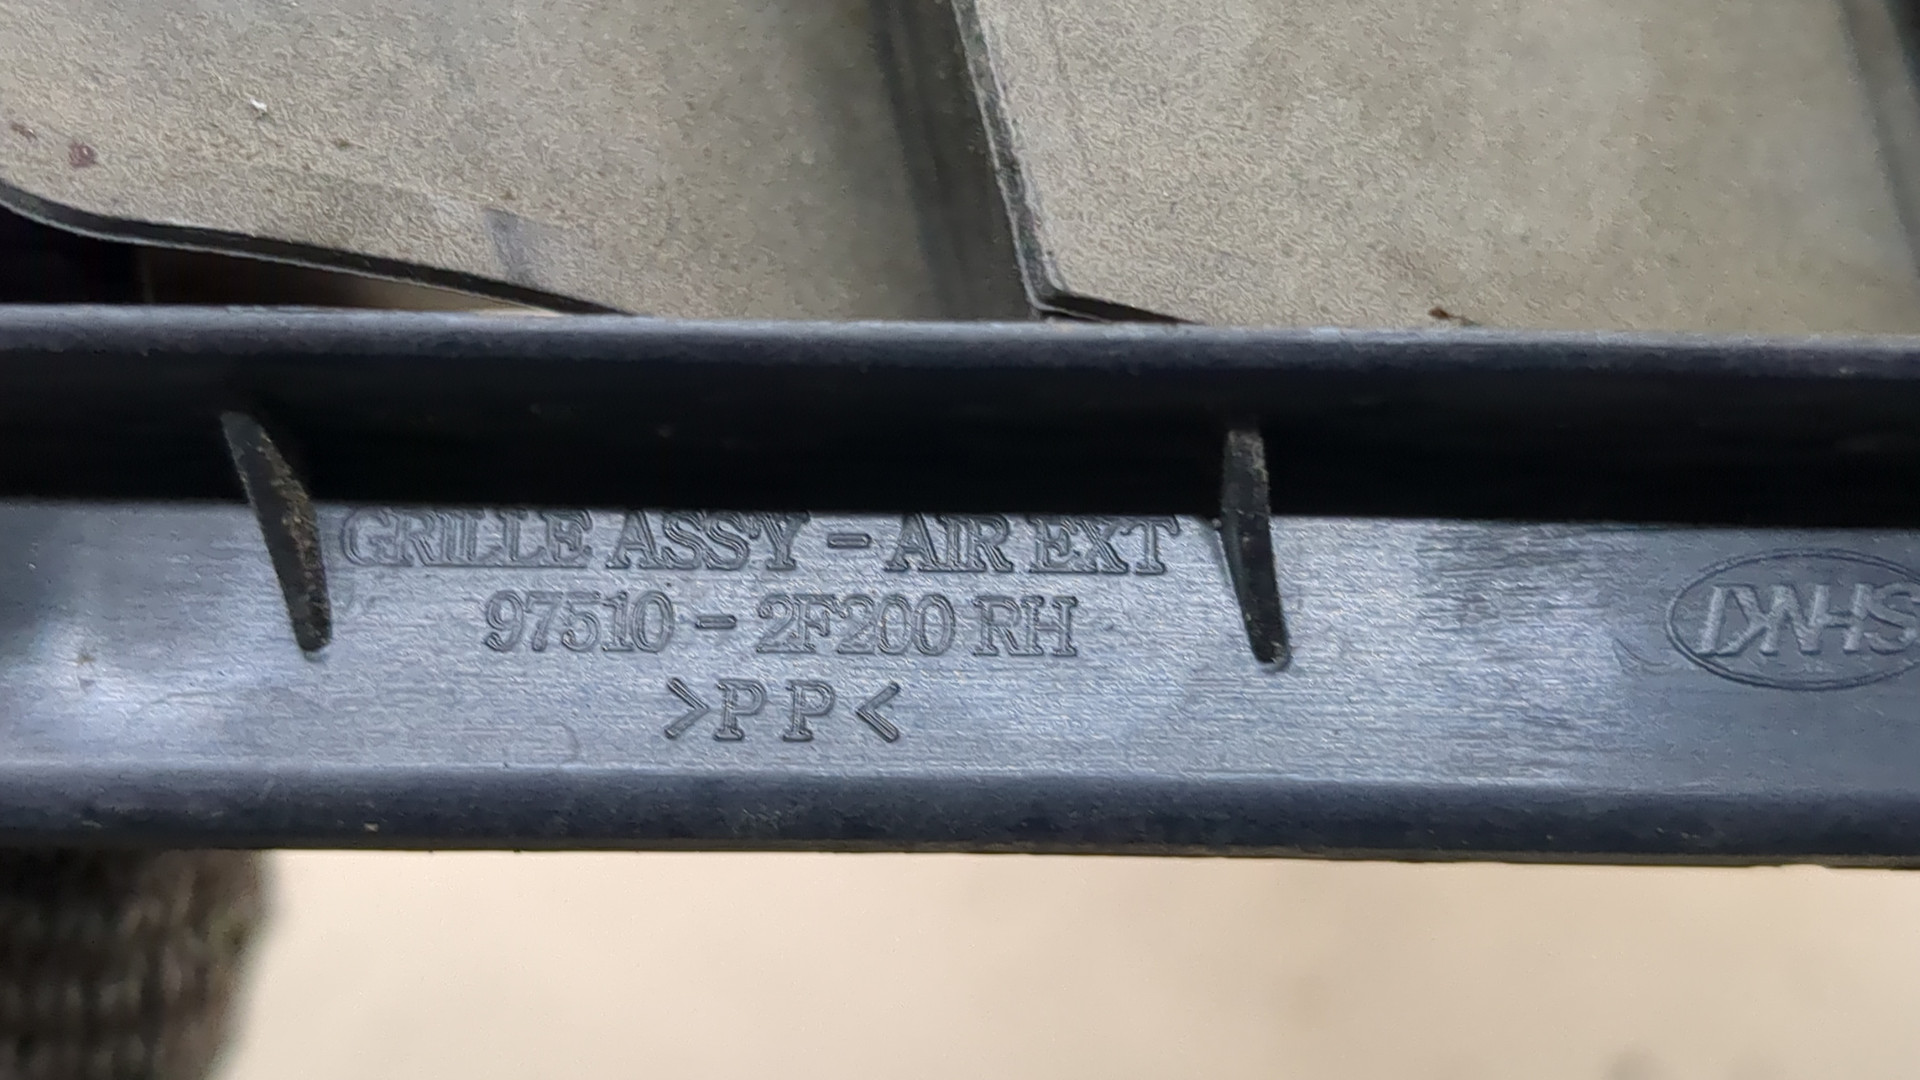 GRILLE ASSY - AIR EXT
97510 - 2F200 RH
>PP<